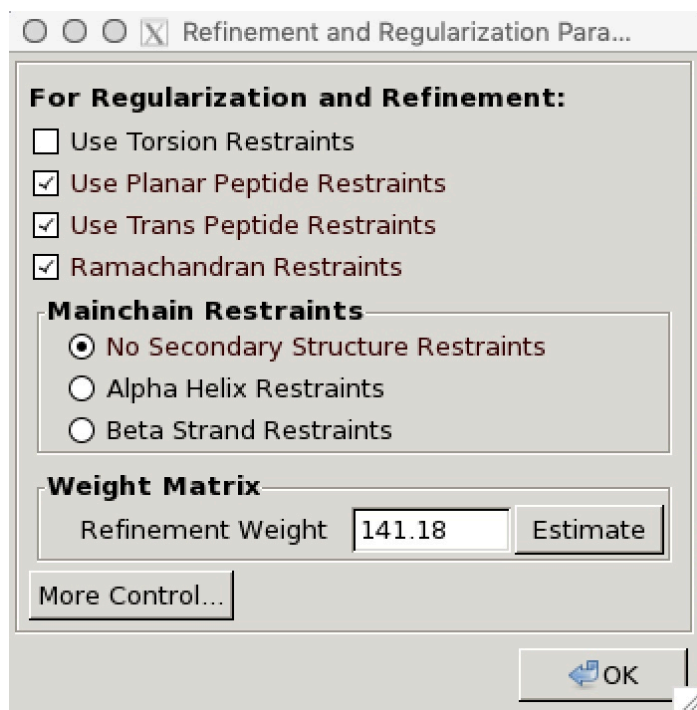 Refinement and Regularization Para...
For Regularization and Refinement:
Use Torsion Restraints
Use Planar Peptide Restraints
Use Trans Peptide Restraints
Ramachandran Restraints
Mainchain Restraints
No Secondary Structure Restraints
Alpha Helix Restraints
Beta Strand Restraints
Weight Matrix
Refinement Weight 141.18 Estimate
More Control...
OK